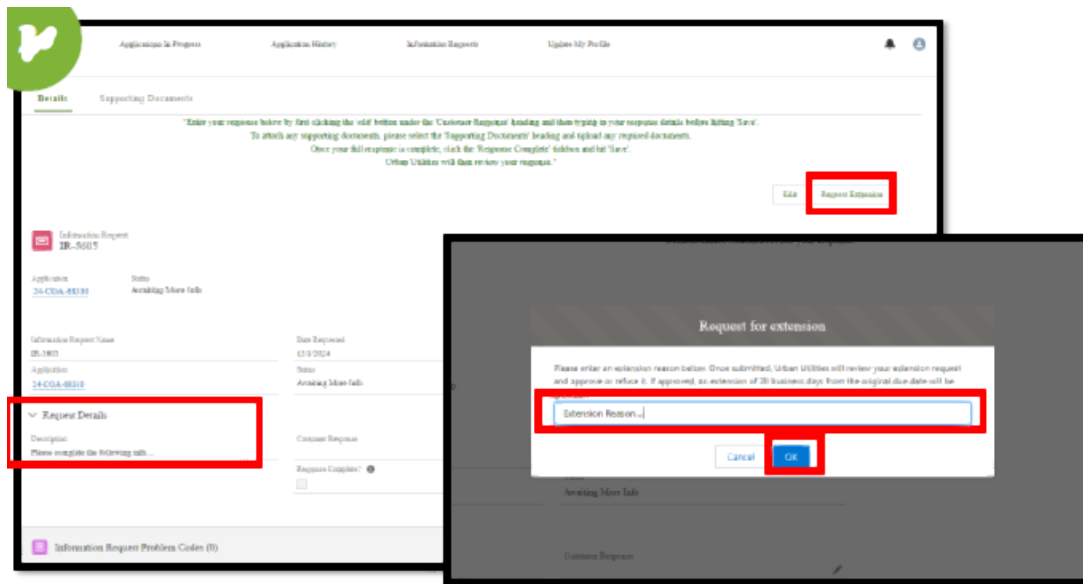 Applications In Progress Application History Information Requests Update My Profile
Details Supporting Documents
"Enter your response below by first clicking the 'edit' button under the 'Customer Response' heading and then typing in your response details before hitting 'Save'.
To attach any supporting documents, please select the 'Supporting Documents' heading and upload any required documents.
Once your full response is complete, click the 'Response Complete' tickbox and hit 'Save'.
Urban Utilities will then review your response."
Edit Request Extension
Information Request
IR-5605
Application Status
Awaiting More Info
Information Request Name Date Requested
Application Status
Awaiting More Info
Request Details
Description Customer Response
Please complete the following info ...
Response Complete?
Information Request Problem Codes (0)
Request for extension
Please enter an extension reason below. Once submitted, Urban Utilities will review your extension request
and approve or refuse it. If approved, an extension of 20 business days from the original due date will be
Extension Reason...
Cancel OK
Awaiting More Info
Customer Response